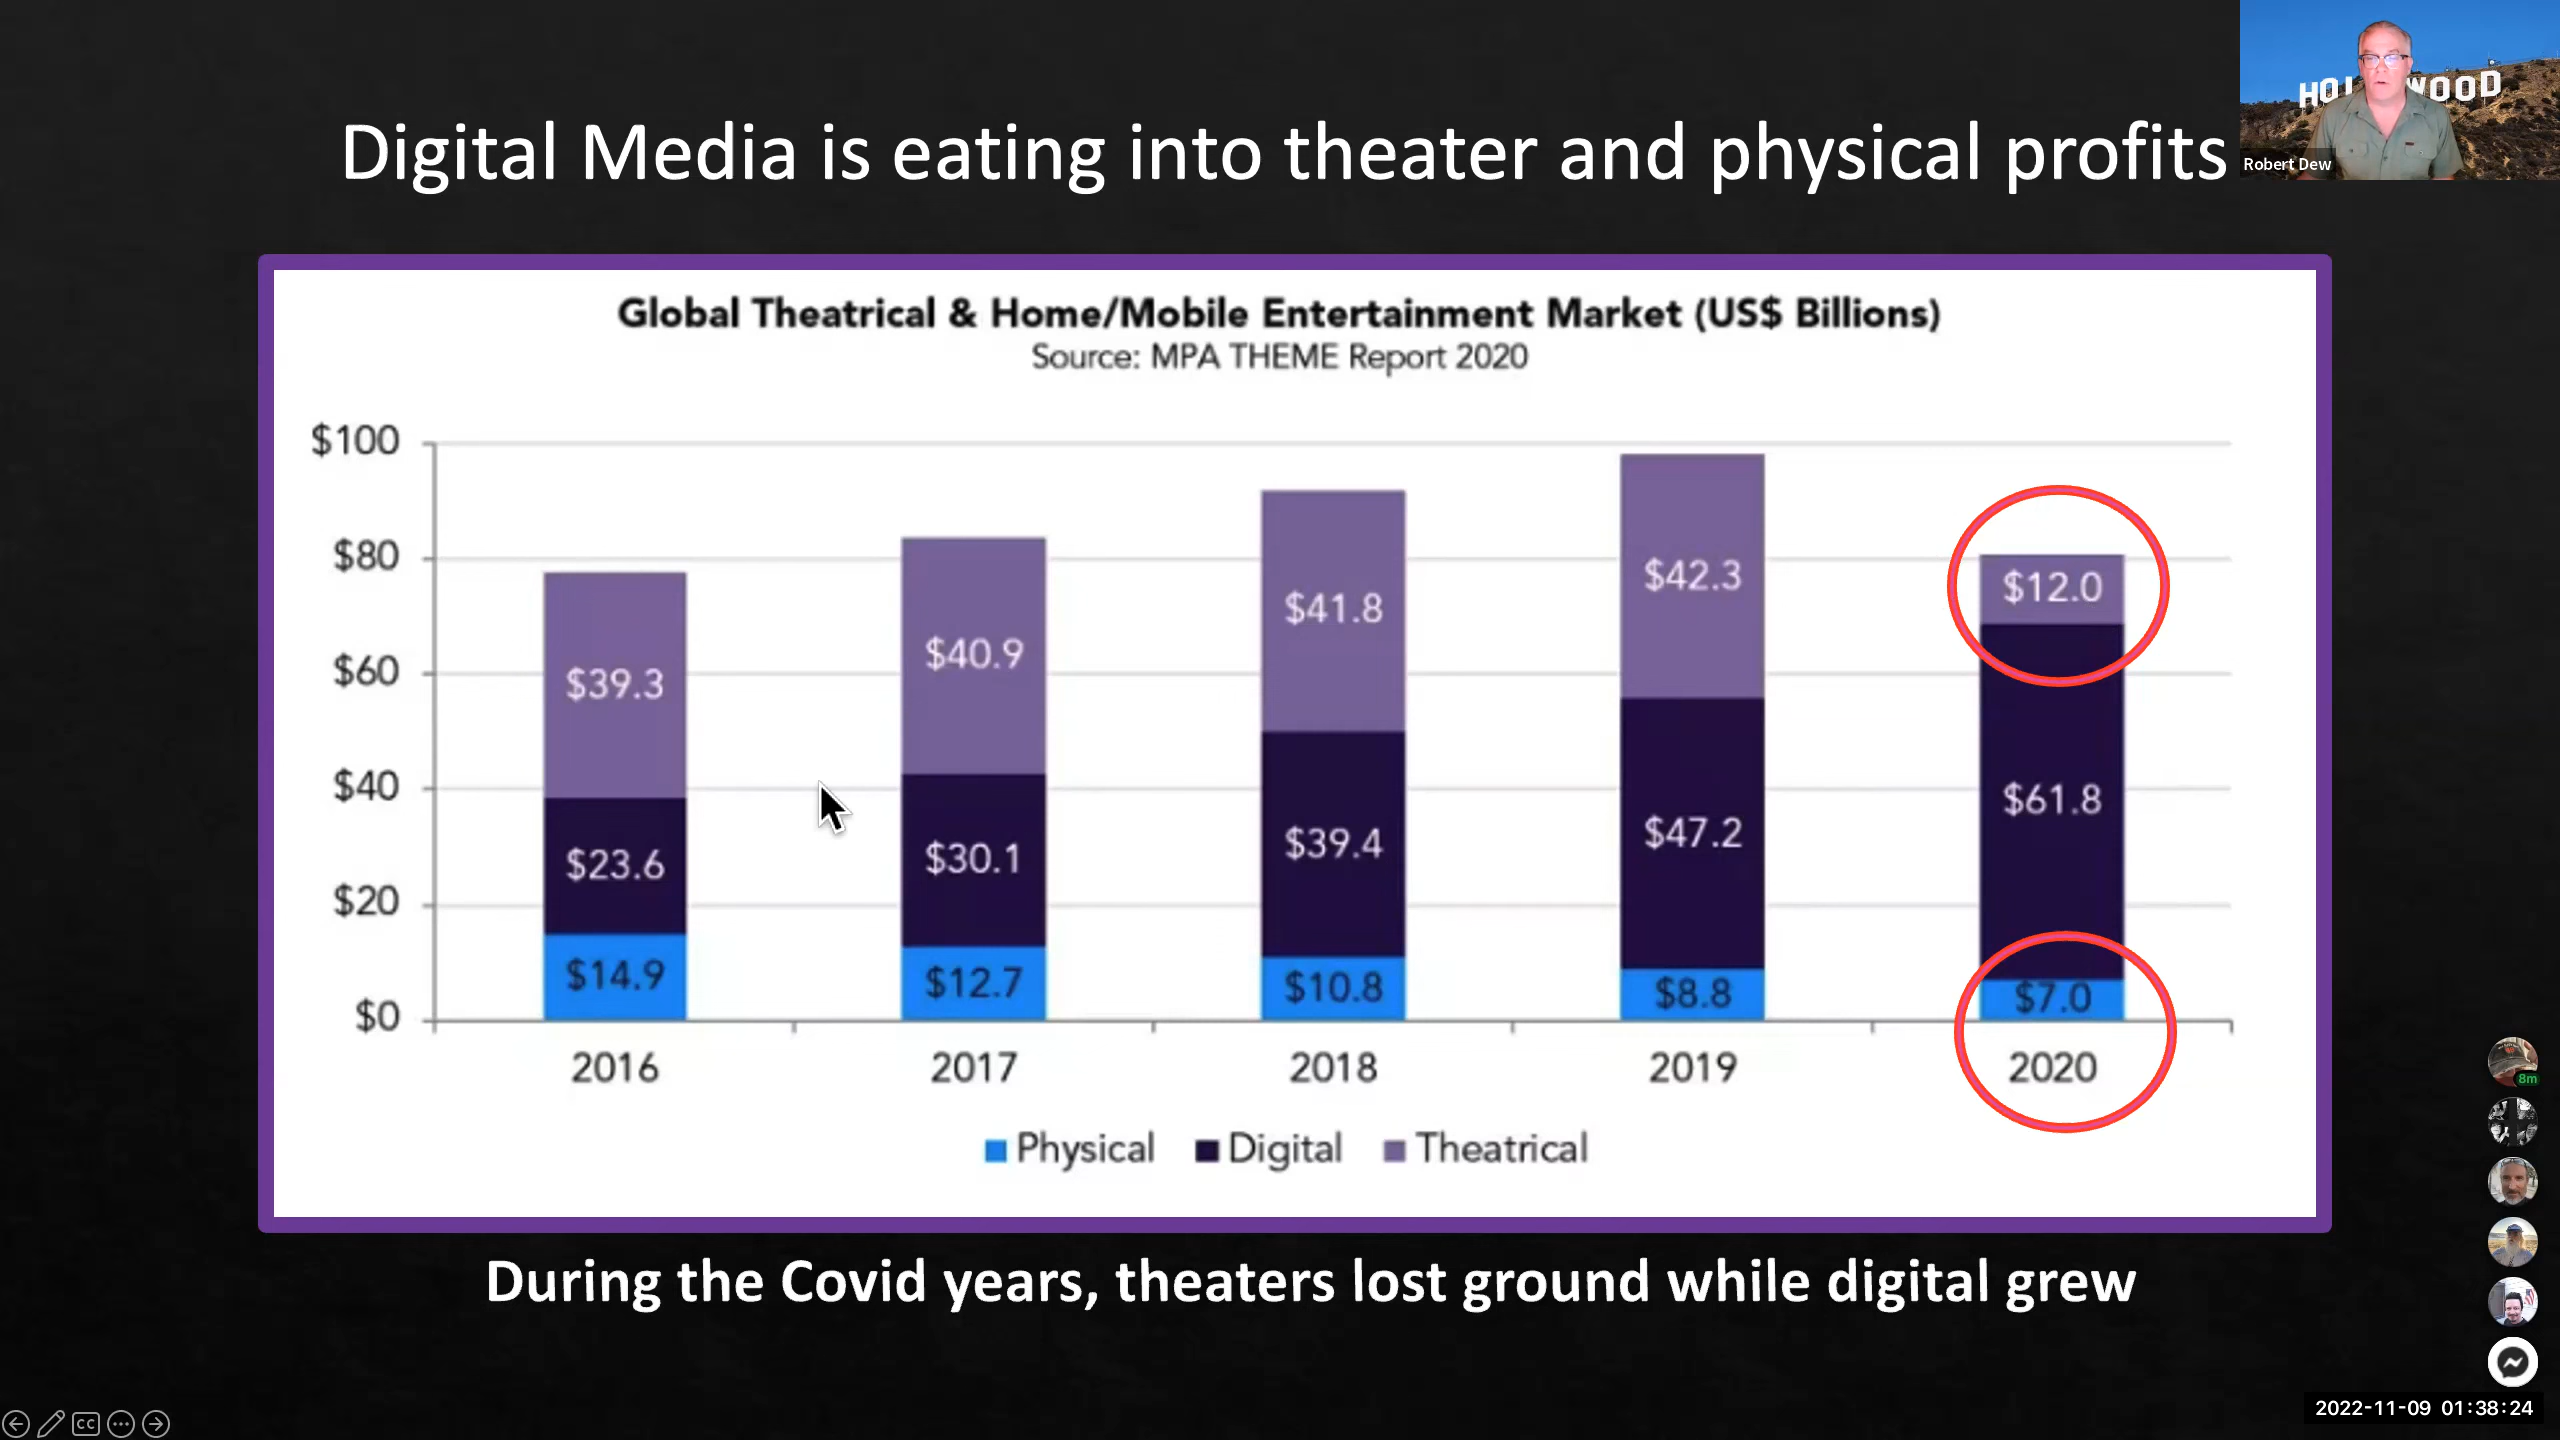 Digital Media is eating into theater and physical profits
HOL WOOD
Robert Dew
Global Theatrical & Home/Mobile Entertainment Market (US$ Billions)
Source: MPA THEME Report 2020
$100
$80
$60
$40
$20
$0
$39.3
$23.6
$14.9
$40.9
$30.1
$12.7
$41.8
$39.4
$10.8
$42.3
$47.2
$8.8
$12.0
$61.8
$7.0
2016 2017 2018 2019 2020
Physical Digital Theatrical
During the Covid years, theaters lost ground while digital grew
8m
CC
2022-11-09 01:38:24